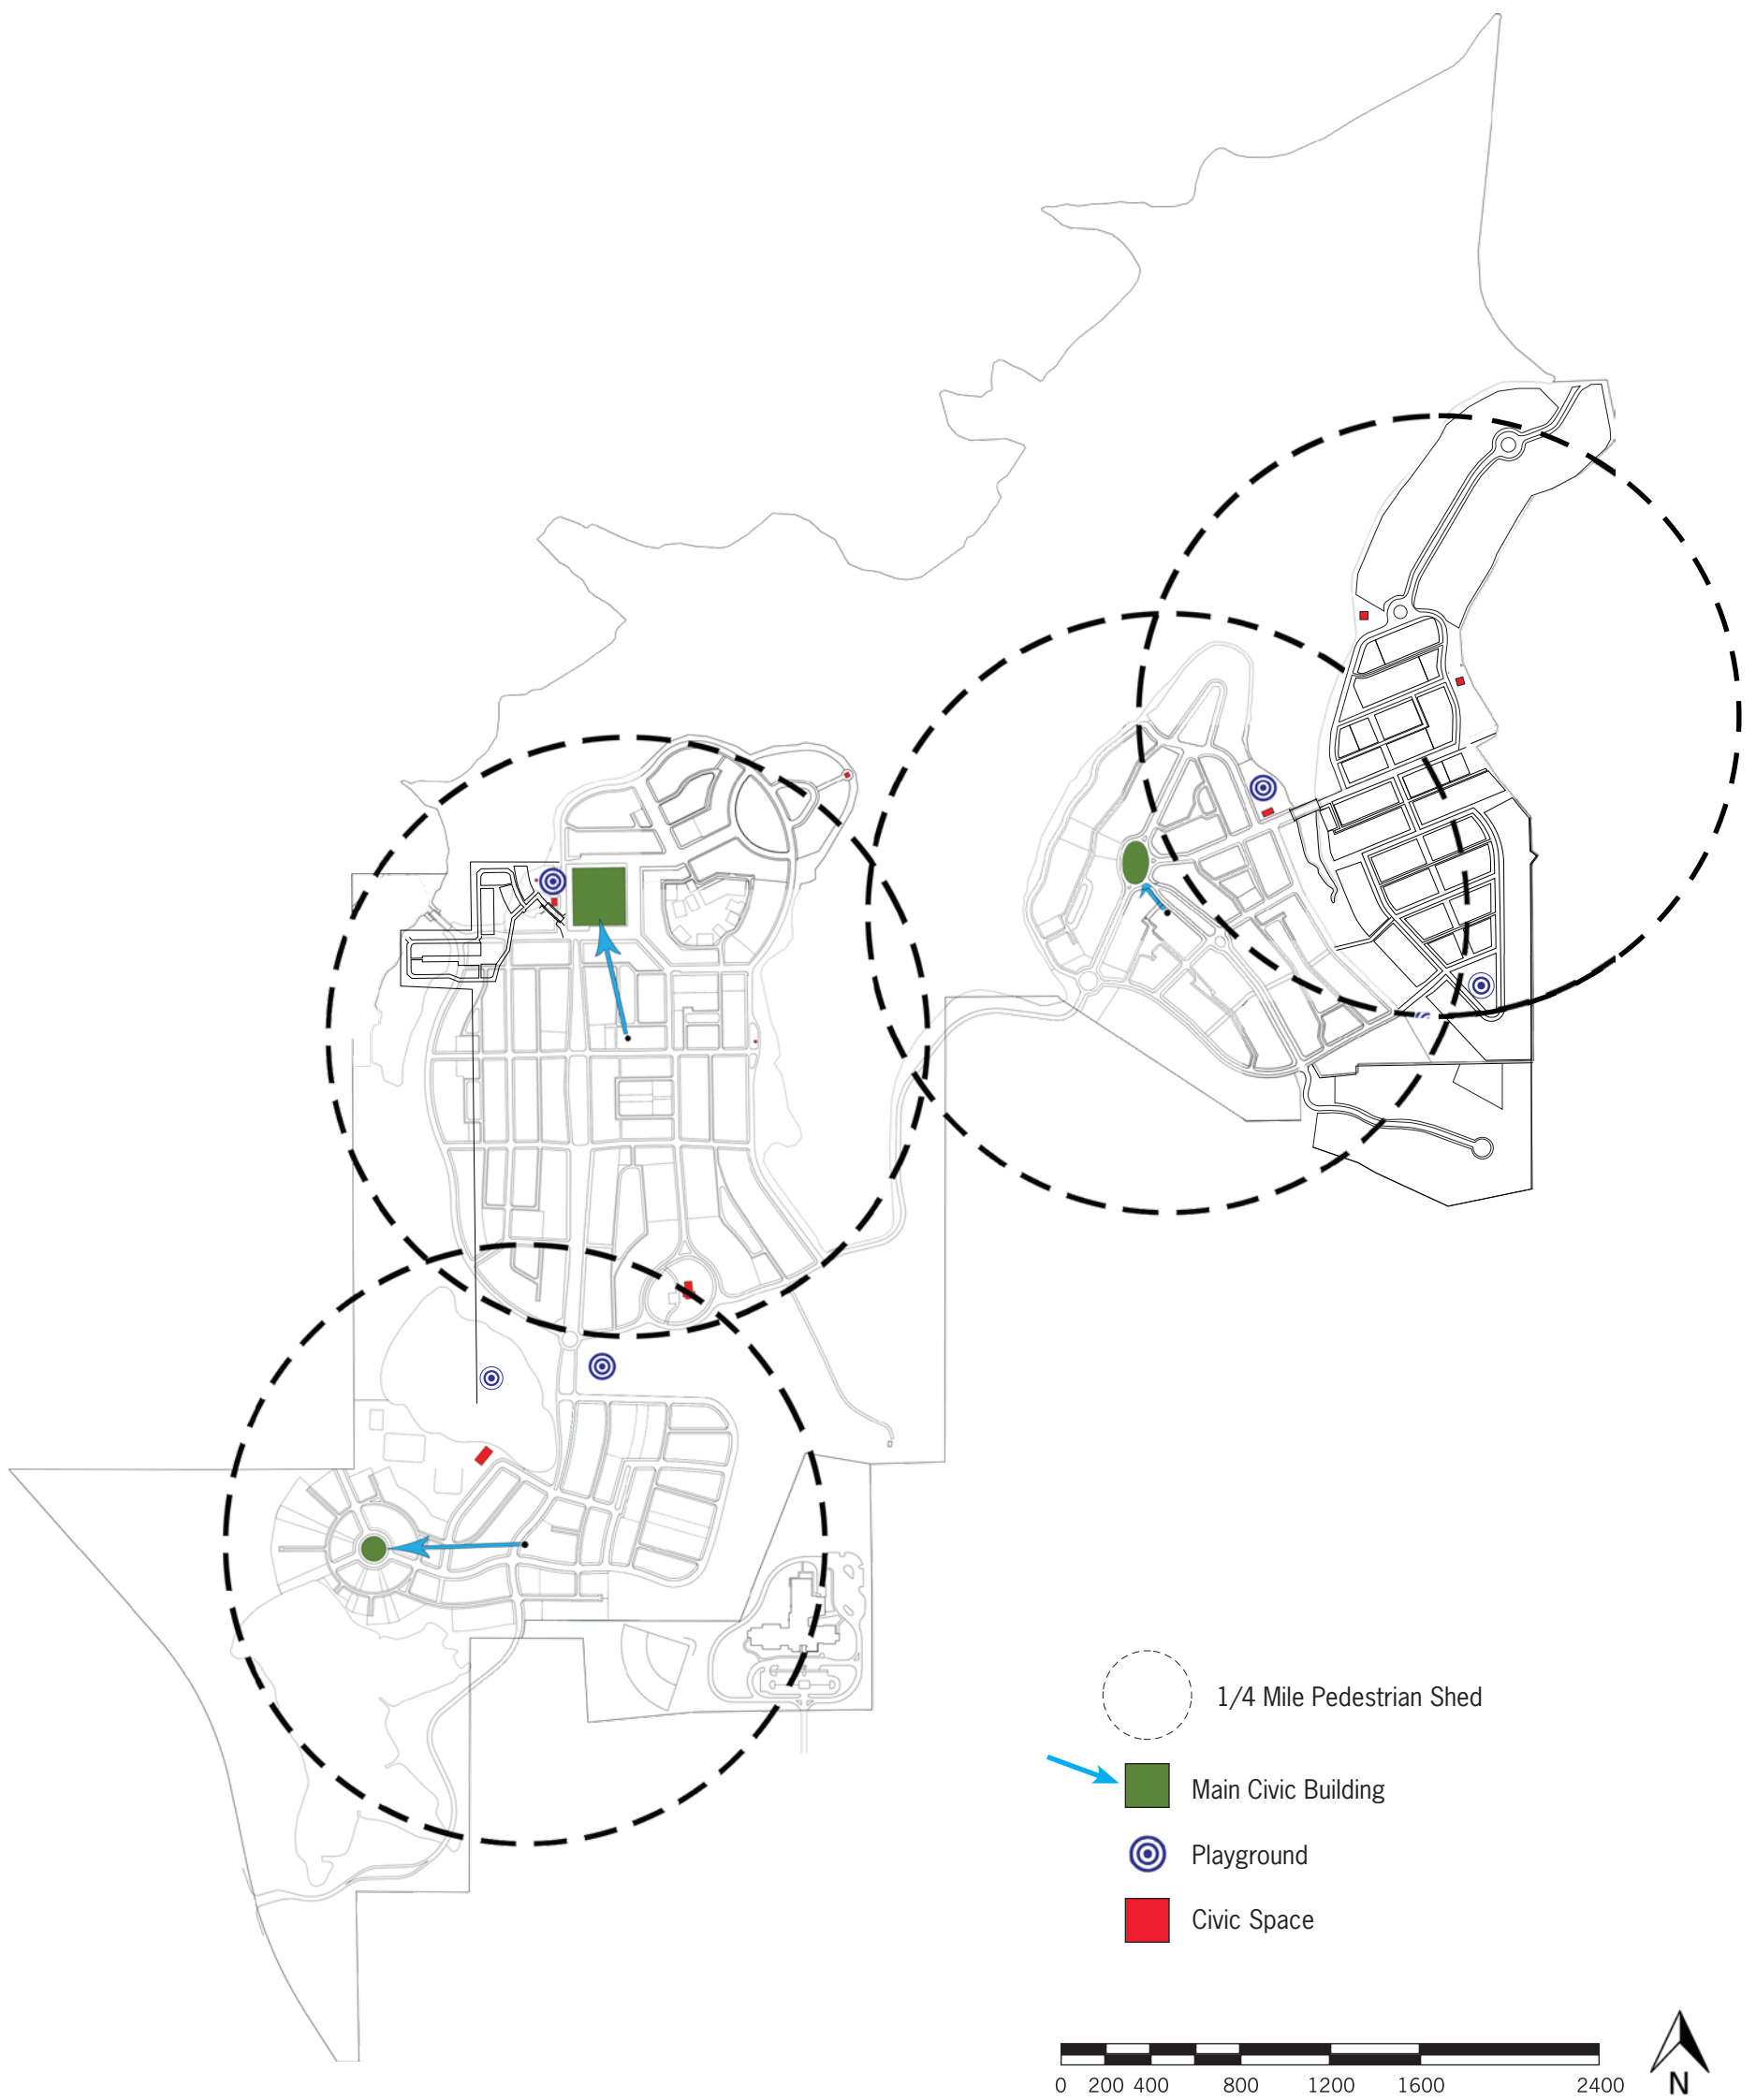 1/4 Mile Pedestrian Shed
Main Civic Building
Playground
Civic Space
0 200 400 800 1200 1600 2400
N